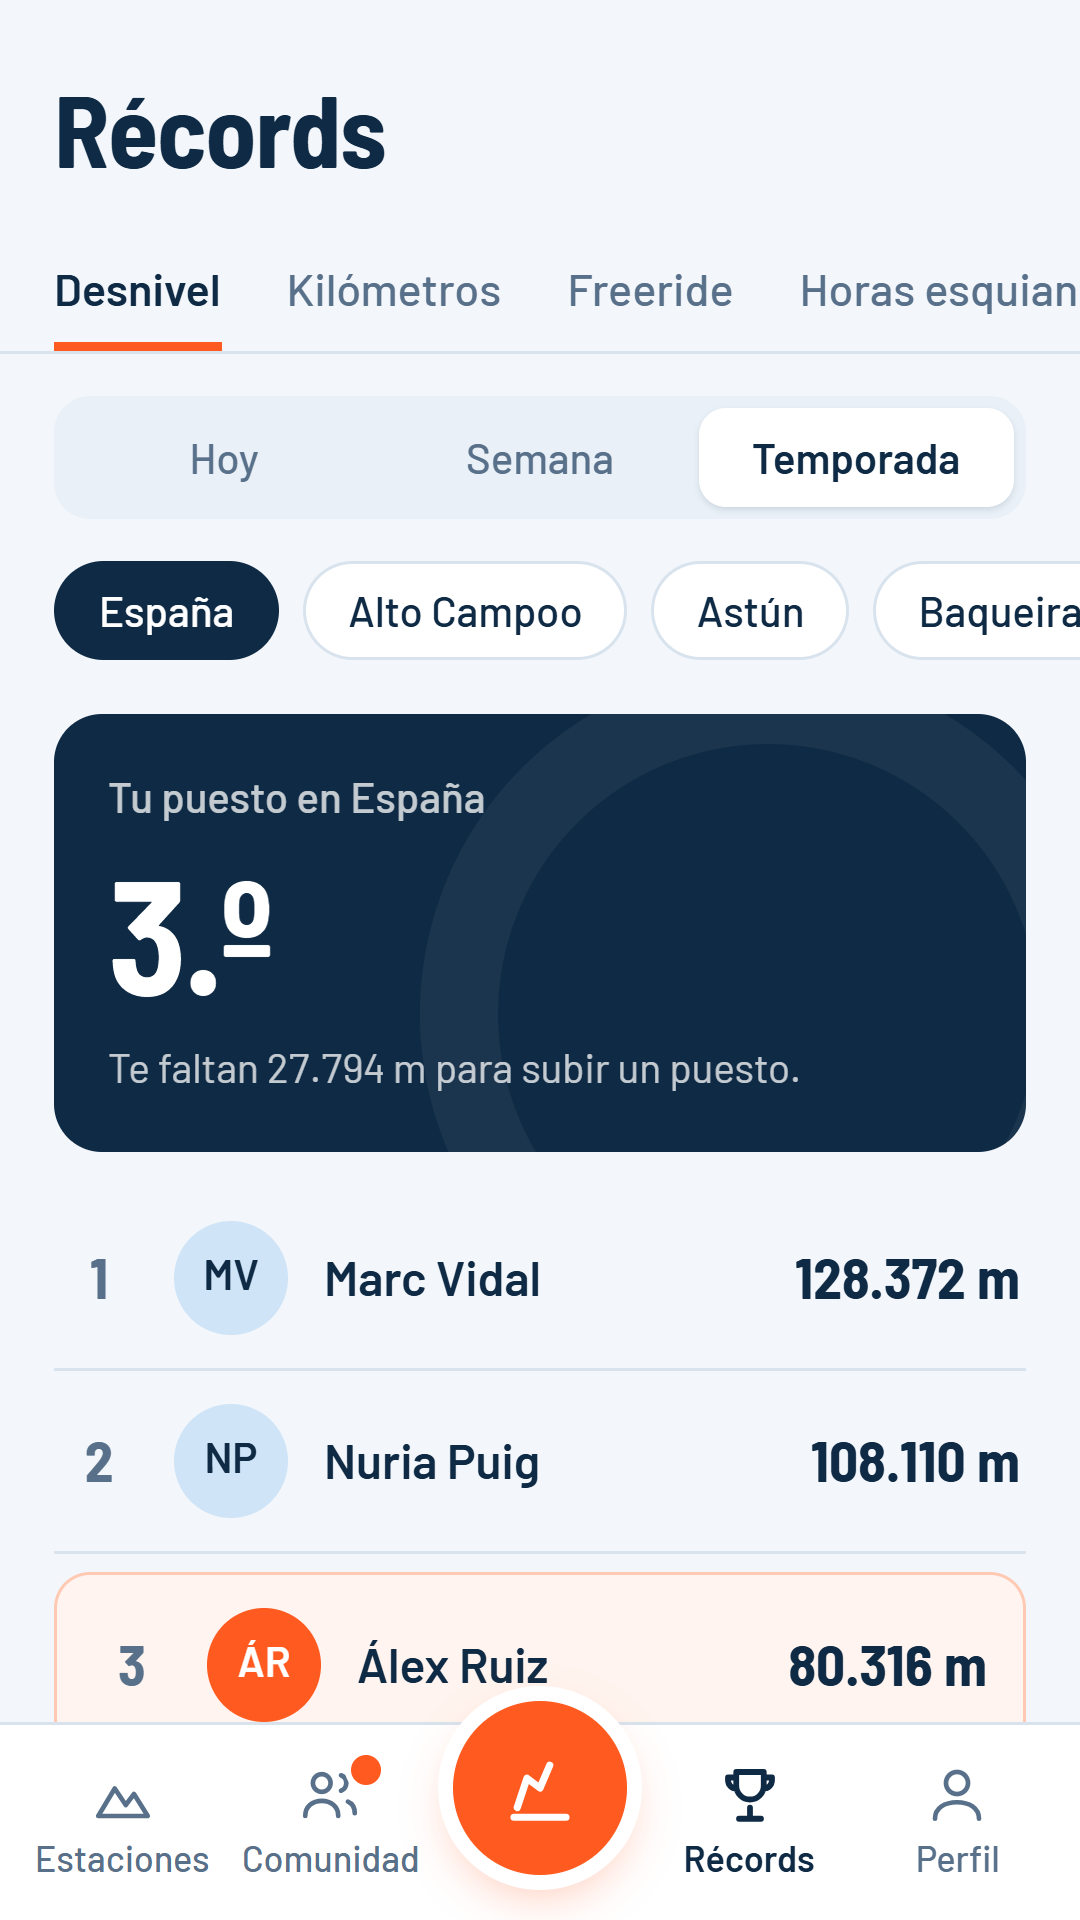 Récords
Desnivel Kilómetros Freeride Horas esquian
Hoy Semana Temporada
España Alto Campoo Astún Baqueira
Tu puesto en España
3.º
Te faltan 27.794 m para subir un puesto.
1 MV Marc Vidal 128.372 m
2 NP Nuria Puig 108.110 m
3 ÁR Álex Ruiz 80.316 m
Estaciones Comunidad Récords Perfil